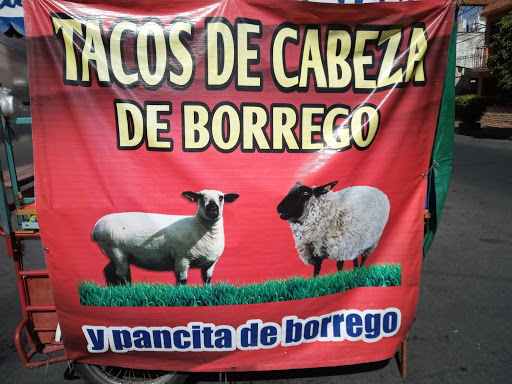 TACOS DE CABEZA
DE BORREGO
y pancita de borrego